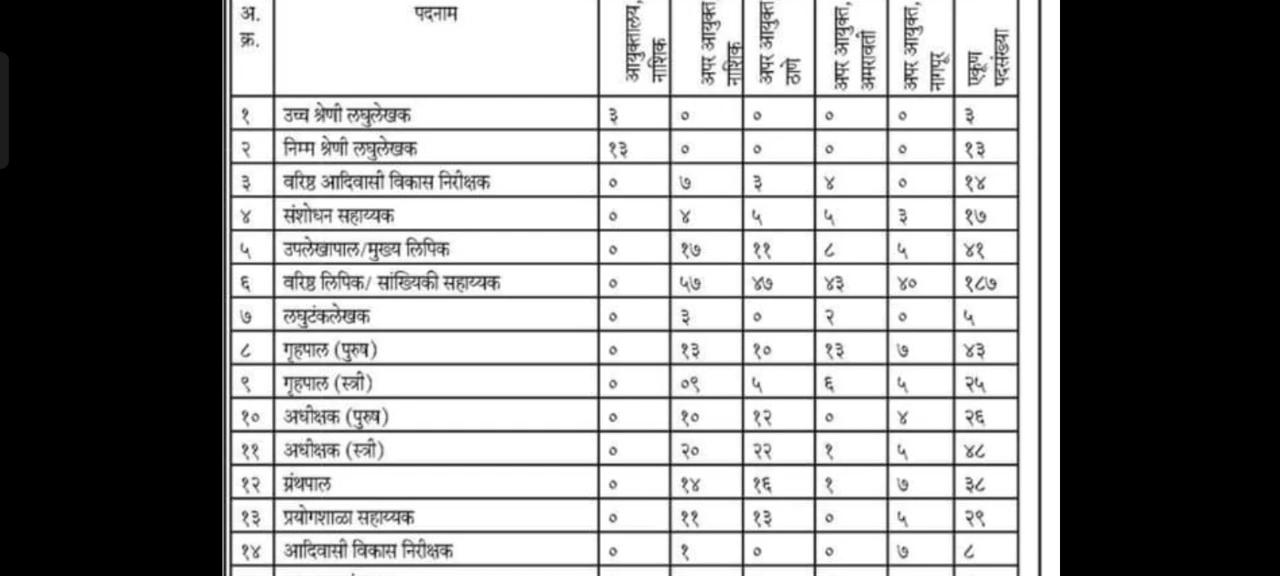 अ. क्र. पदनाम आयुक्तालय, नाशिक अपर आयुक्त नाशिक अपर आयुक्त ठाणे अपर आयुक्त, अमरावती अपर आयुक्त, नागपूर एकूण पदसंख्या
१ उच्च श्रेणी लघुलेखक ३ ० ० ० ० ३
२ निम्म श्रेणी लघुलेखक १३ ० ० ० ० १३
३ वरिष्ठ आदिवासी विकास निरीक्षक ० ७ ३ ४ ० १४
४ संशोधन सहाय्यक ० ४ ५ ५ ३ १७
५ उपलेखापाल/मुख्य लिपिक ० १७ ११ ८ ५ ४१
६ वरिष्ठ लिपिक/ सांख्यिकी सहाय्यक ० ५७ ४७ ४३ ४० १८७
७ लघुटंकलेखक ० ३ ० २ ० ५
८ गृहपाल (पुरुष) ० १३ १० १३ ७ ४३
९ गृहपाल (स्त्री) ० ०९ ५ ६ ५ २५
१० अधीक्षक (पुरुष) ० १० १२ ० ४ २६
११ अधीक्षक (स्त्री) ० २० २२ १ ५ ४८
१२ ग्रंथपाल ० १४ १६ १ ७ ३८
१३ प्रयोगशाळा सहाय्यक ० ११ १३ ० ५ २९
१४ आदिवासी विकास निरीक्षक ० १ ० ० ७ ८